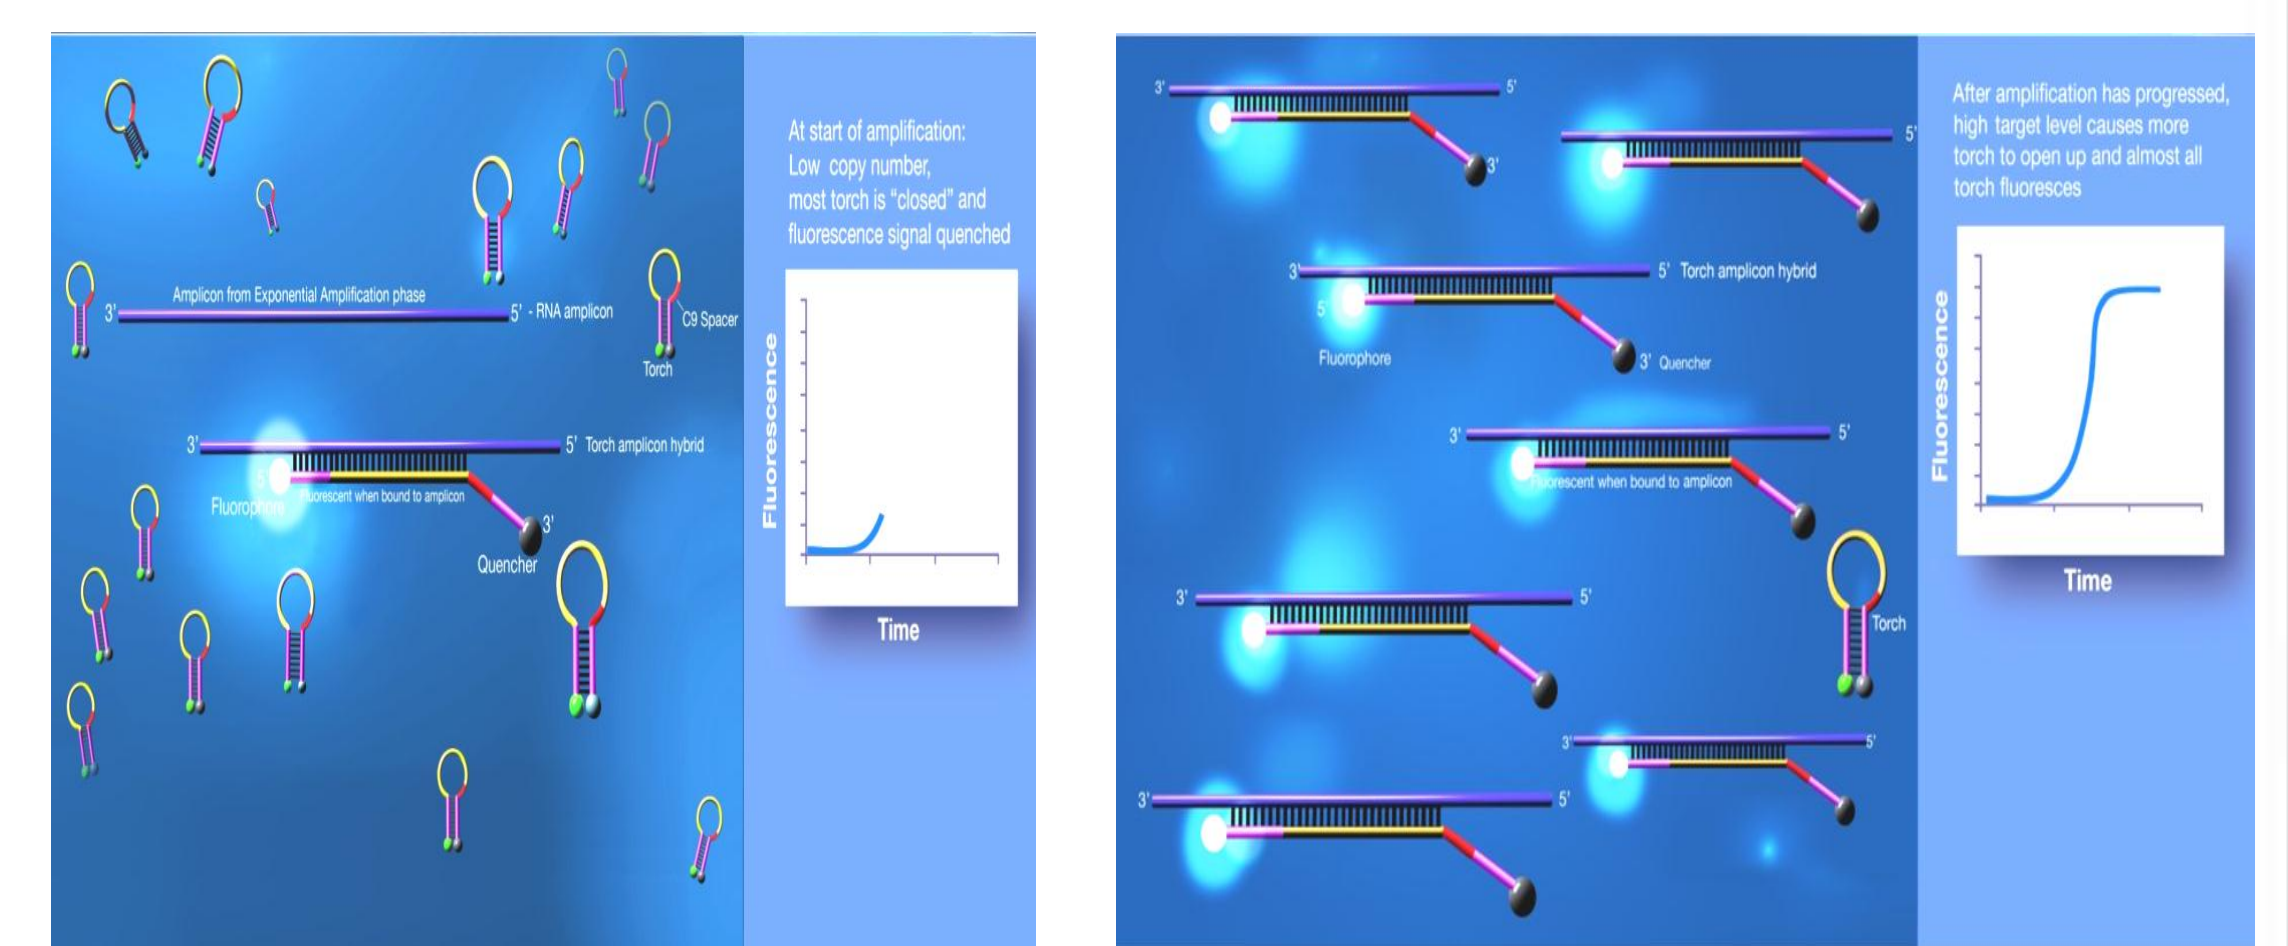 At start of amplification:
Low copy number,
most torch is “closed” and
fluorescence signal quenched
Amplicon from Exponential Amplification phase
3' 5' - RNA amplicon
C9 Spacer
Torch
3' 5' Torch amplicon hybrid
5'
Fluorescent when bound to amplicon
Fluorophore
3'
Quencher
Fluorescence
Time
After amplification has progressed,
high target level causes more
torch to open up and almost all
torch fluoresces
3' 5'
3'
5'
3' 5' Torch amplicon hybrid
5'
Fluorophore
3' Quencher
3' 5'
Fluorescent when bound to amplicon
3' 5'
Torch
3' 5'
3' 5'
Fluorescence
Time